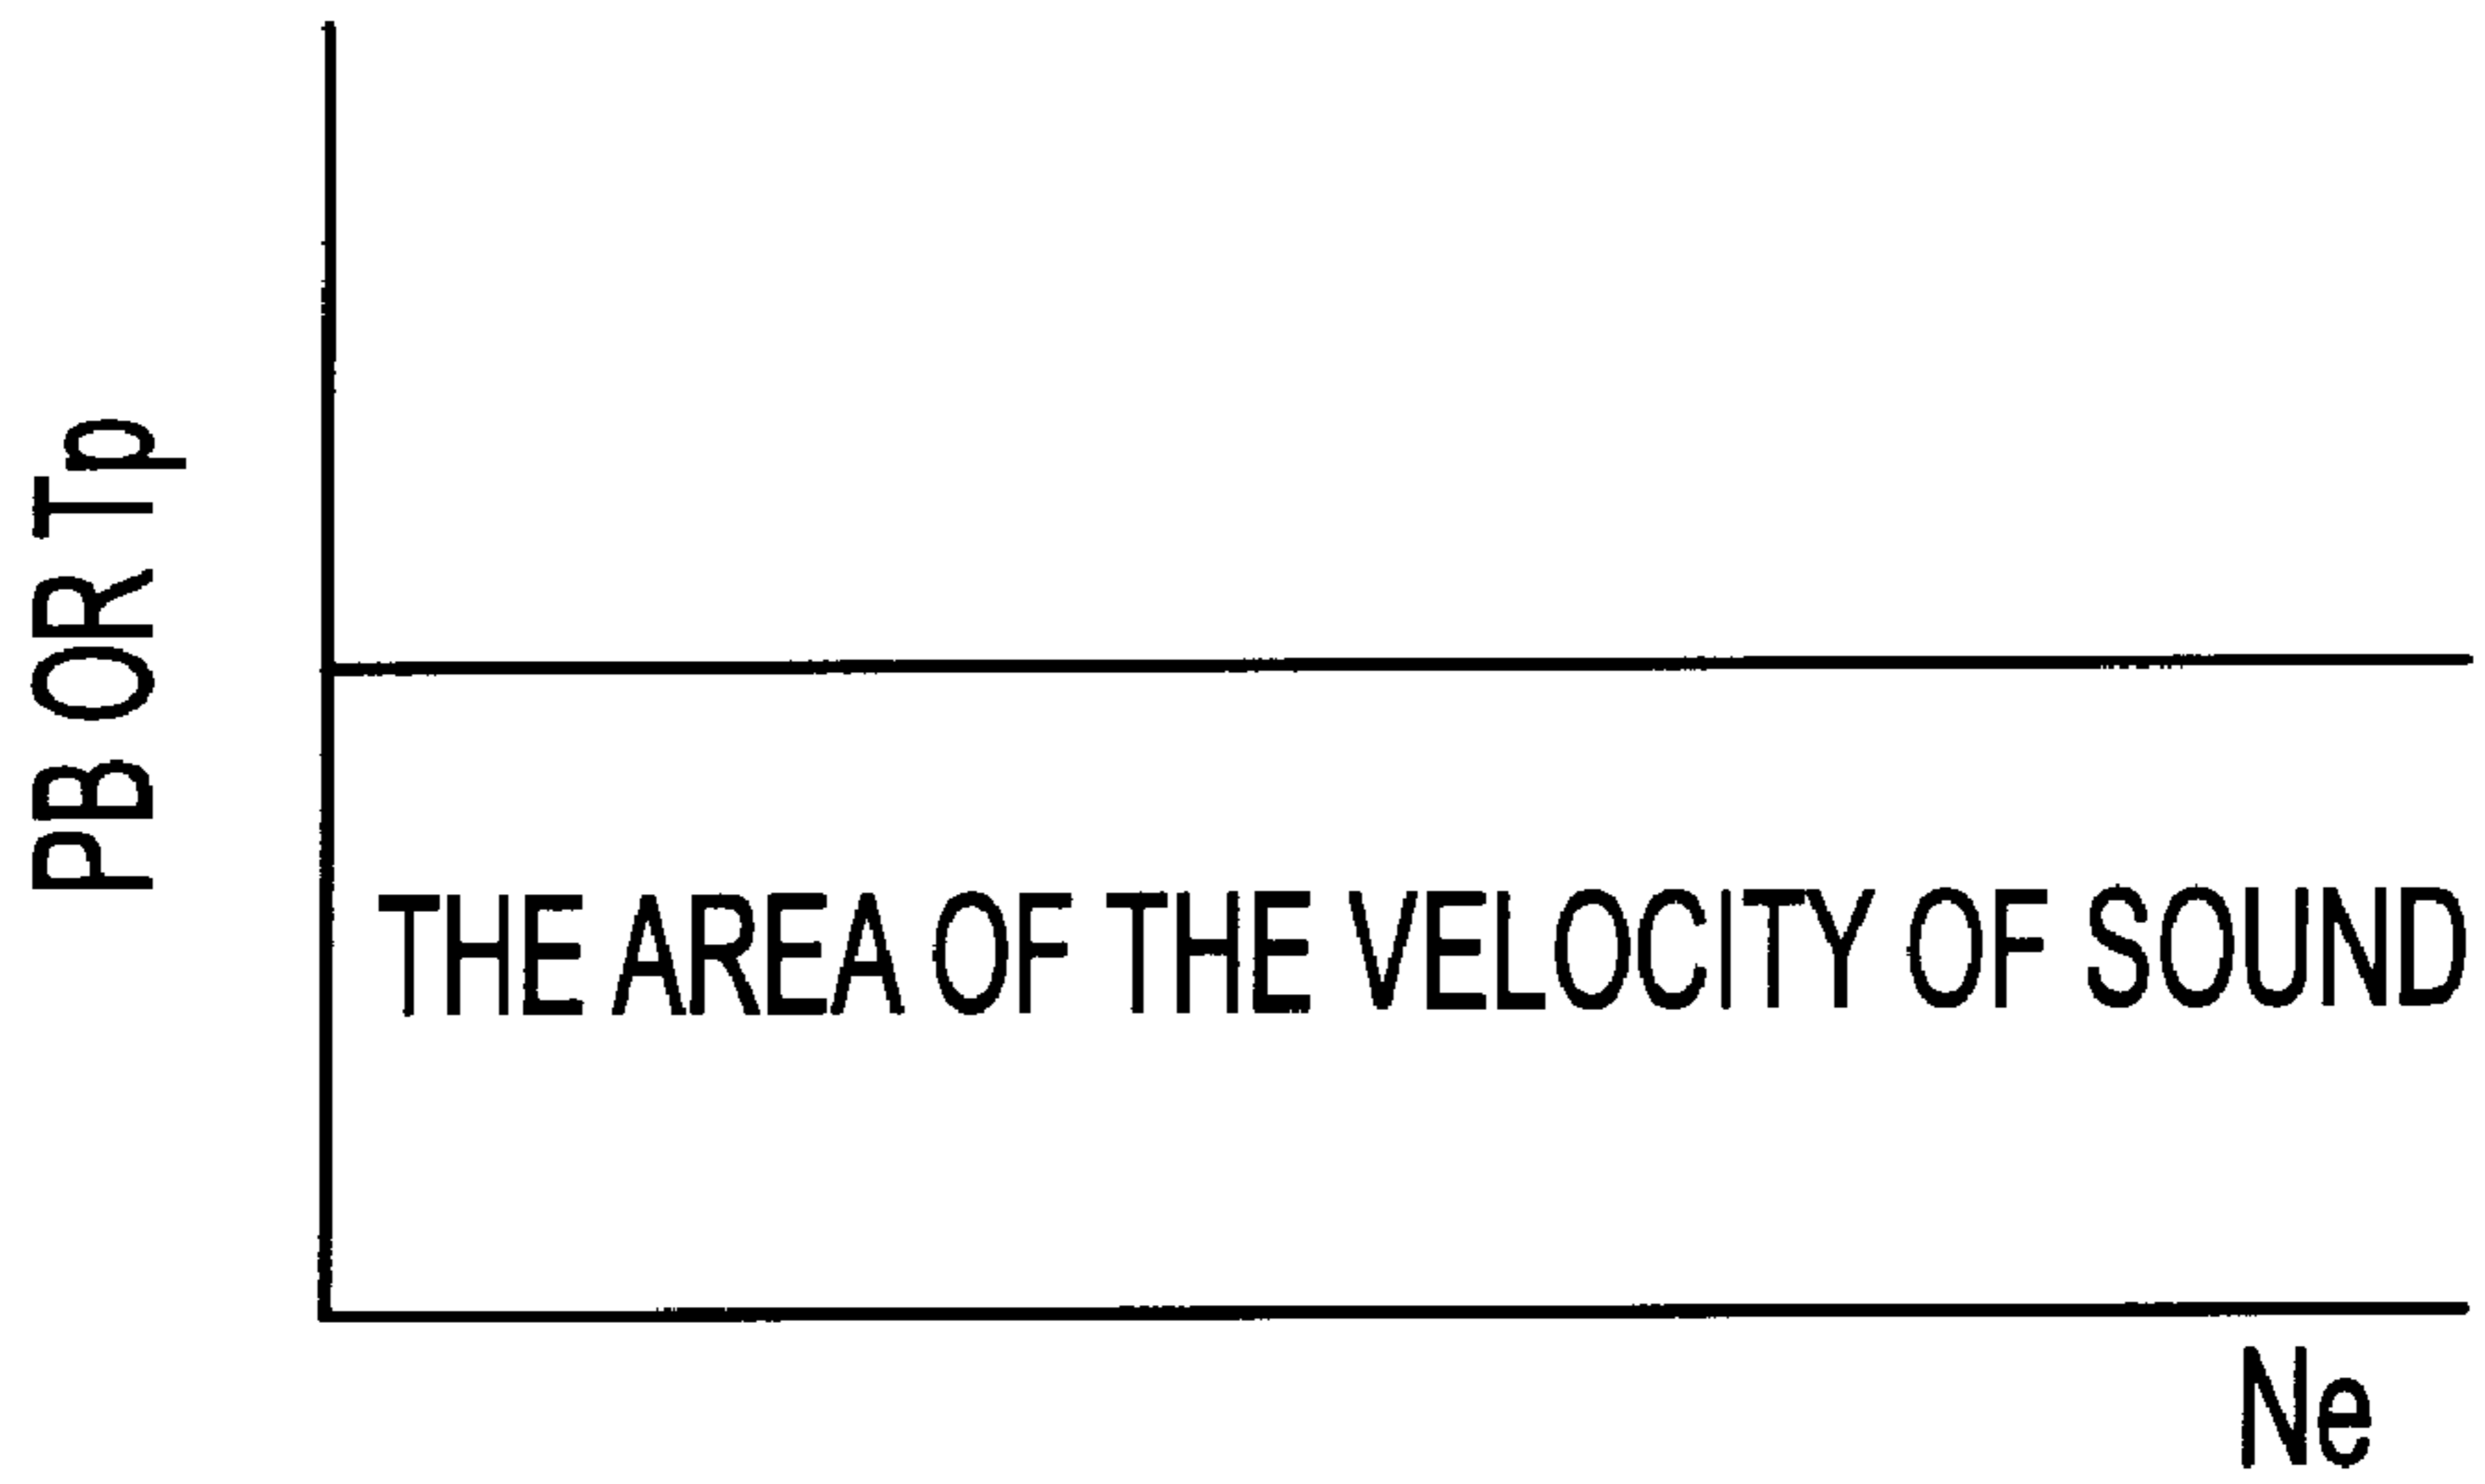 PB OR Tp
THE AREA OF THE VELOCITY OF SOUND
Ne